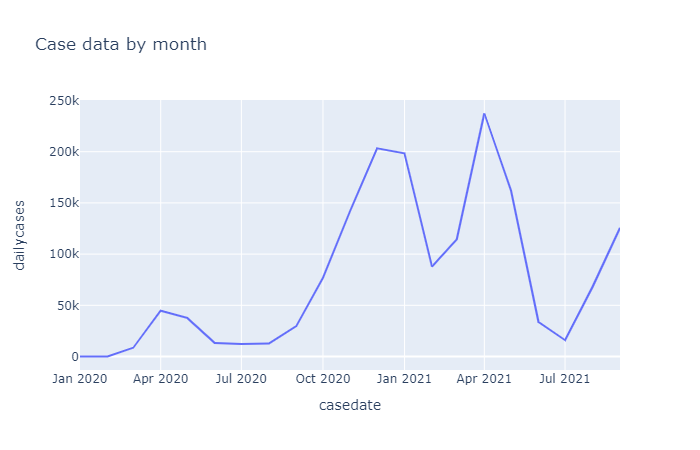 Case data by month
250k
200k
150k
100k
50k
0
dailycases
Jan 2020 Apr 2020 Jul 2020 Oct 2020 Jan 2021 Apr 2021 Jul 2021
casedate